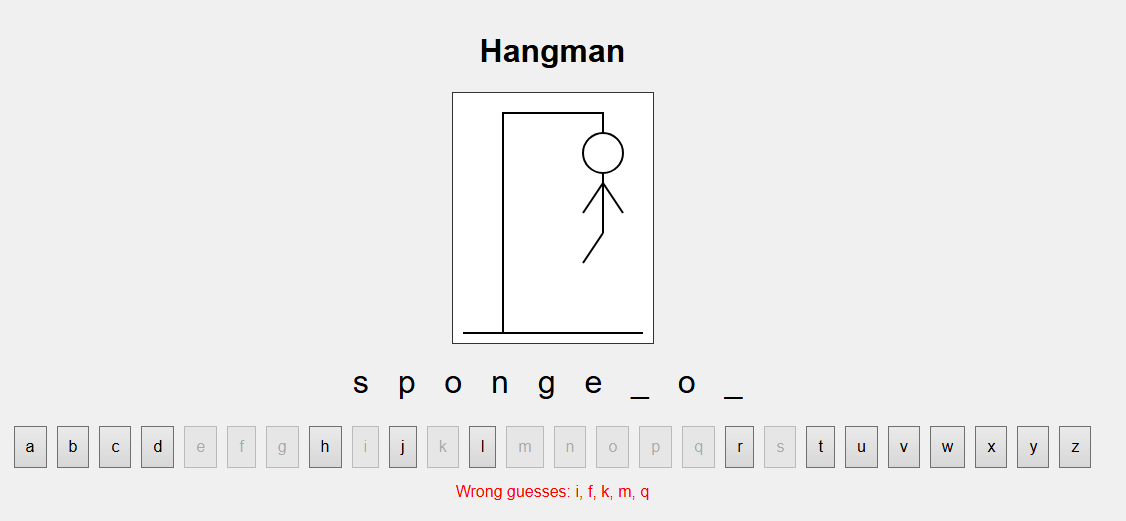 Hangman
s p o n g e _ o _
a b c d e f g h i j k l m n o p q r s t u v w x y z
Wrong guesses: i, f, k, m, q